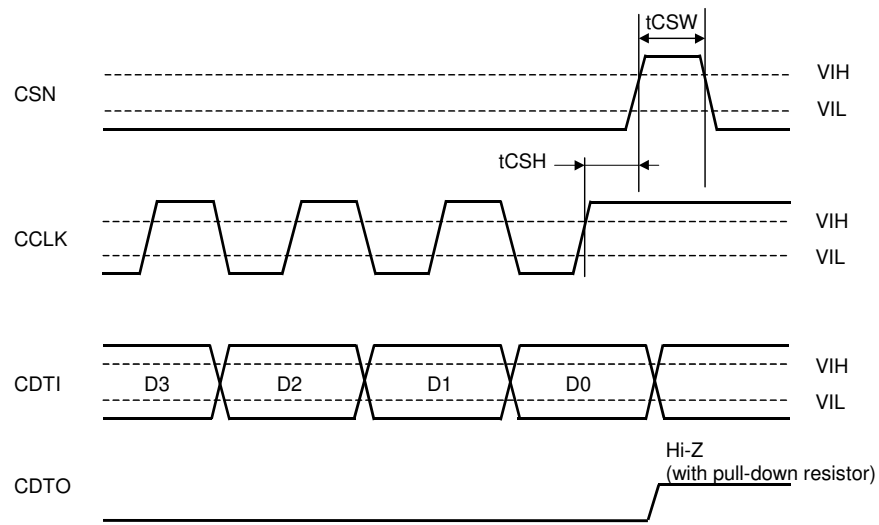 tCSW
VIH
CSN
VIL
tCSH
VIH
CCLK
VIL
VIH
CDTI D3 D2 D1 D0
VIL
Hi-Z
(with pull-down resistor)
CDTO